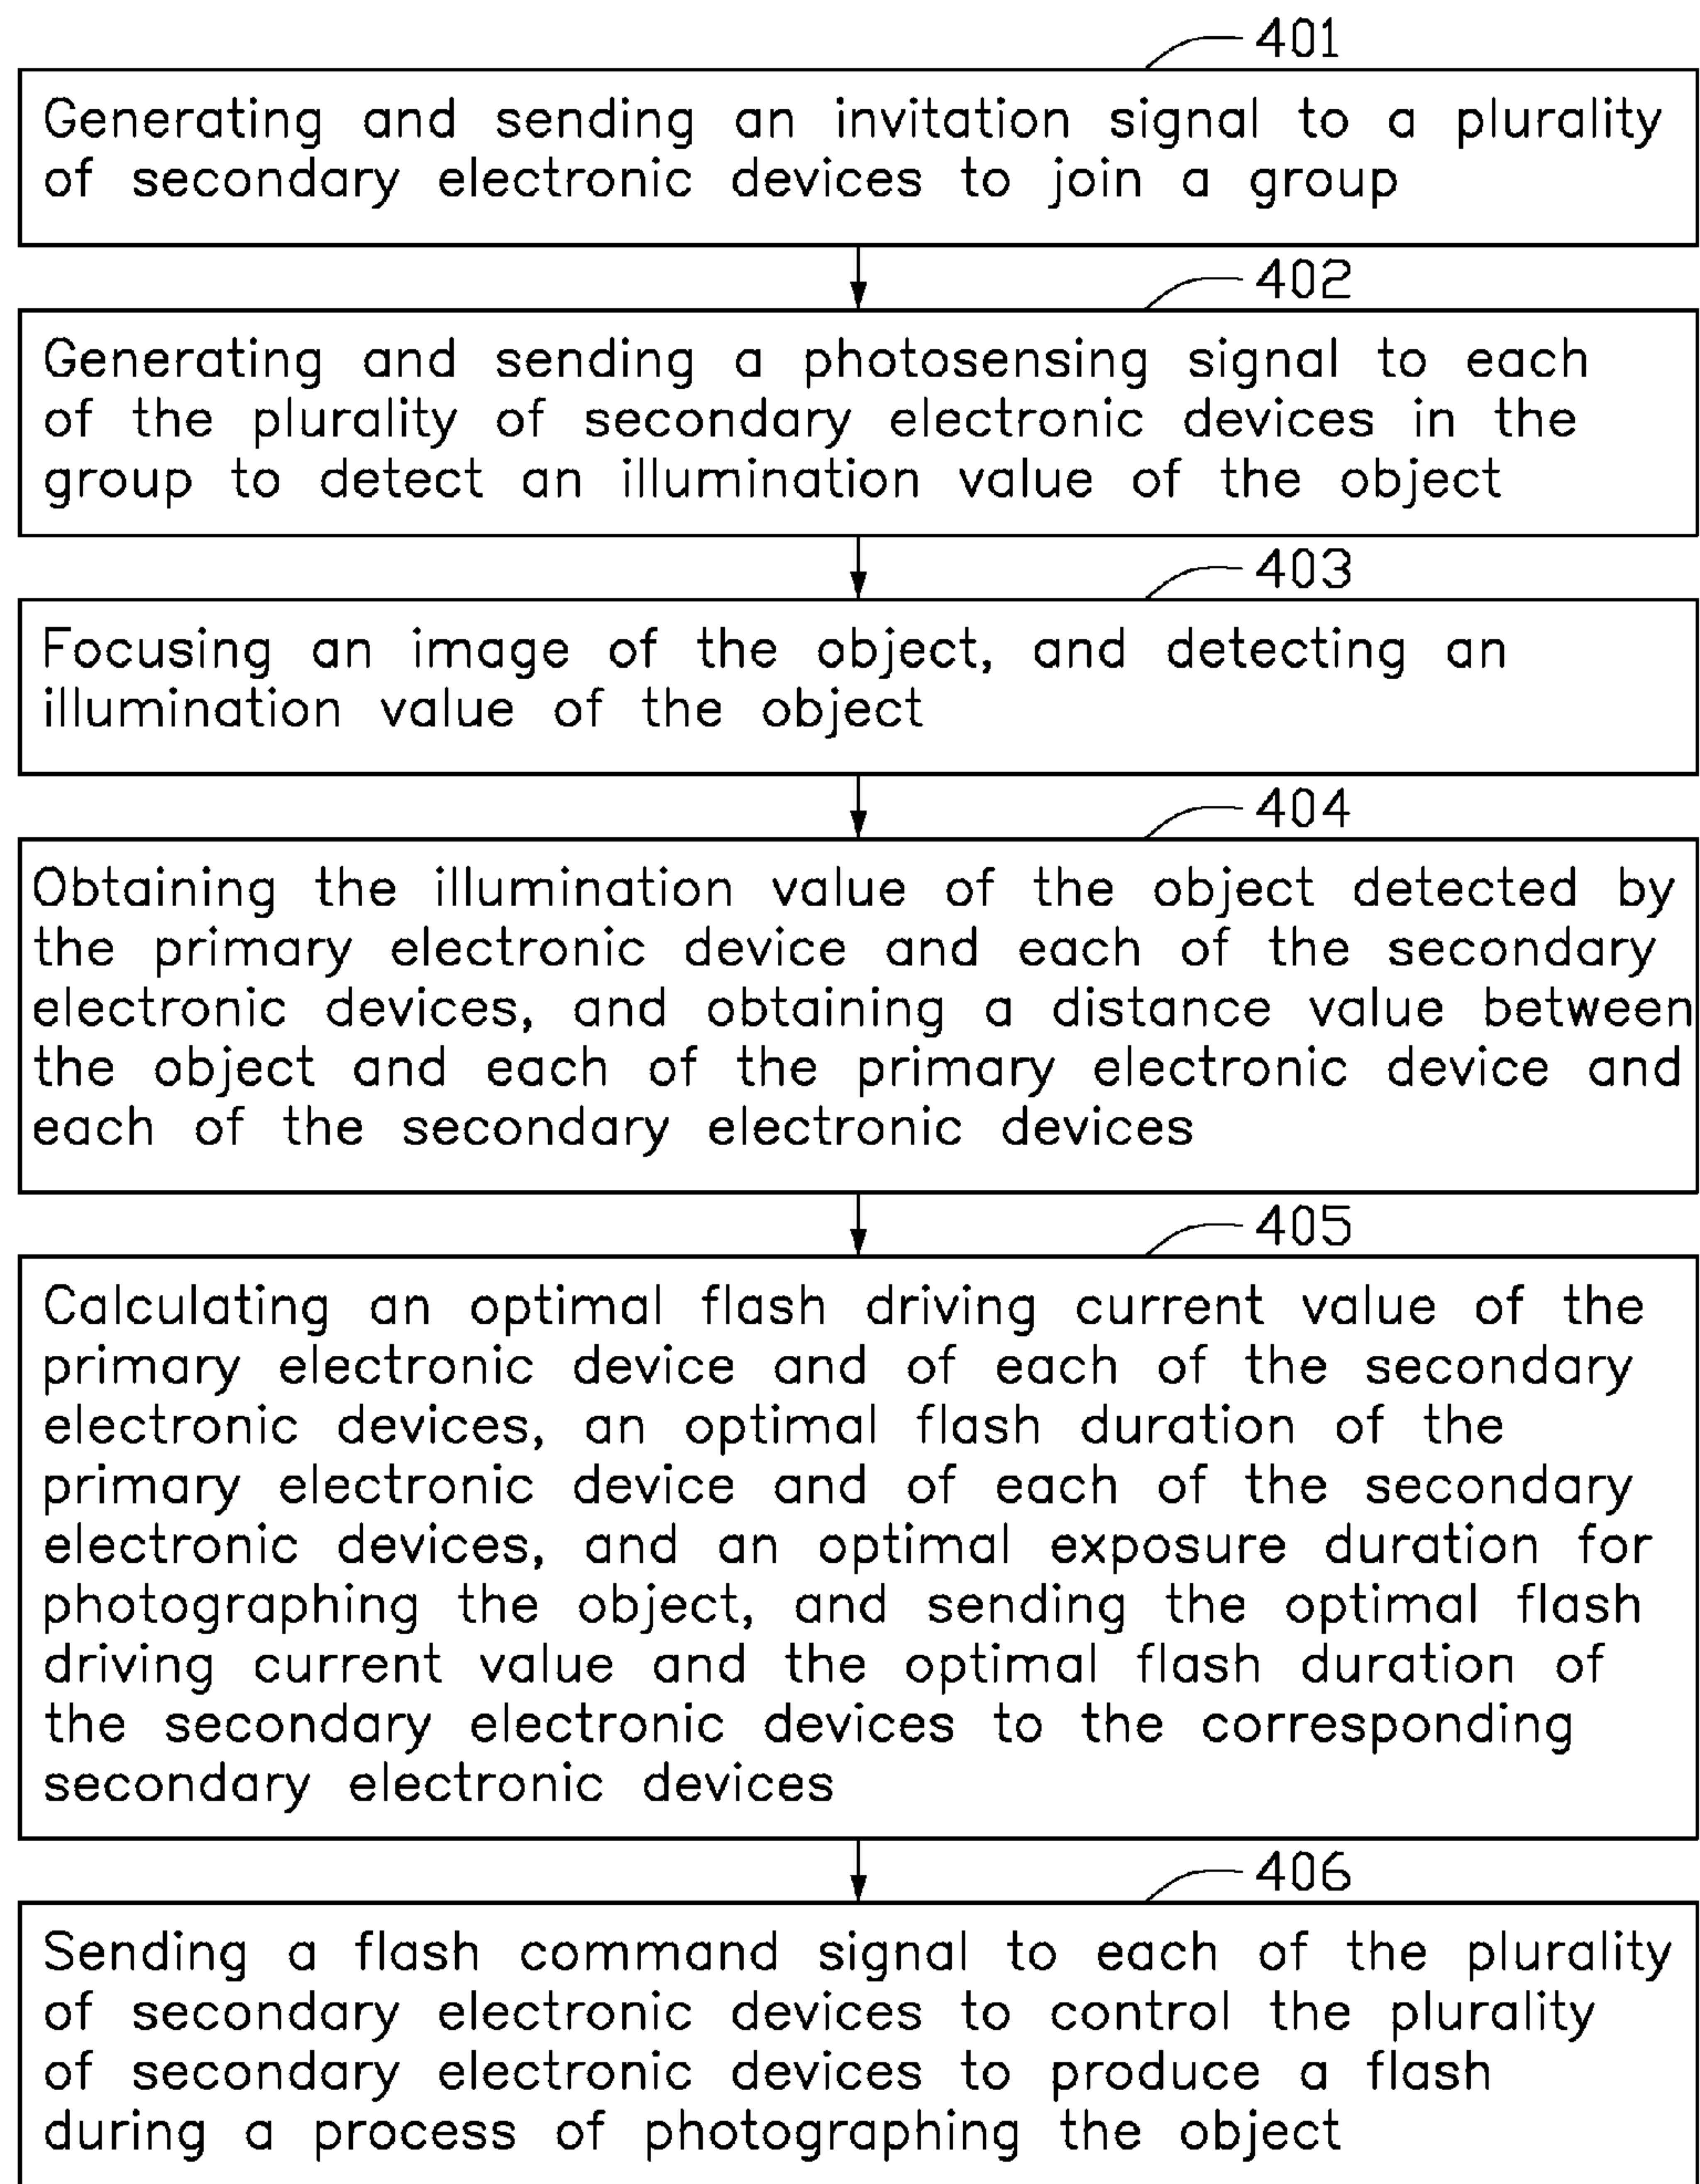 401
Generating and sending an invitation signal to a plurality
of secondary electronic devices to join a group
402
Generating and sending a photosensing signal to each
of the plurality of secondary electronic devices in the
group to detect an illumination value of the object
403
Focusing an image of the object, and detecting an
illumination value of the object
404
Obtaining the illumination value of the object detected by
the primary electronic device and each of the secondary
electronic devices, and obtaining a distance value between
the object and each of the primary electronic device and
each of the secondary electronic devices
405
Calculating an optimal flash driving current value of the
primary electronic device and of each of the secondary
electronic devices, an optimal flash duration of the
primary electronic device and of each of the secondary
electronic devices, and an optimal exposure duration for
photographing the object, and sending the optimal flash
driving current value and the optimal flash duration of
the secondary electronic devices to the corresponding
secondary electronic devices
406
Sending a flash command signal to each of the plurality
of secondary electronic devices to control the plurality
of secondary electronic devices to produce a flash
during a process of photographing the object